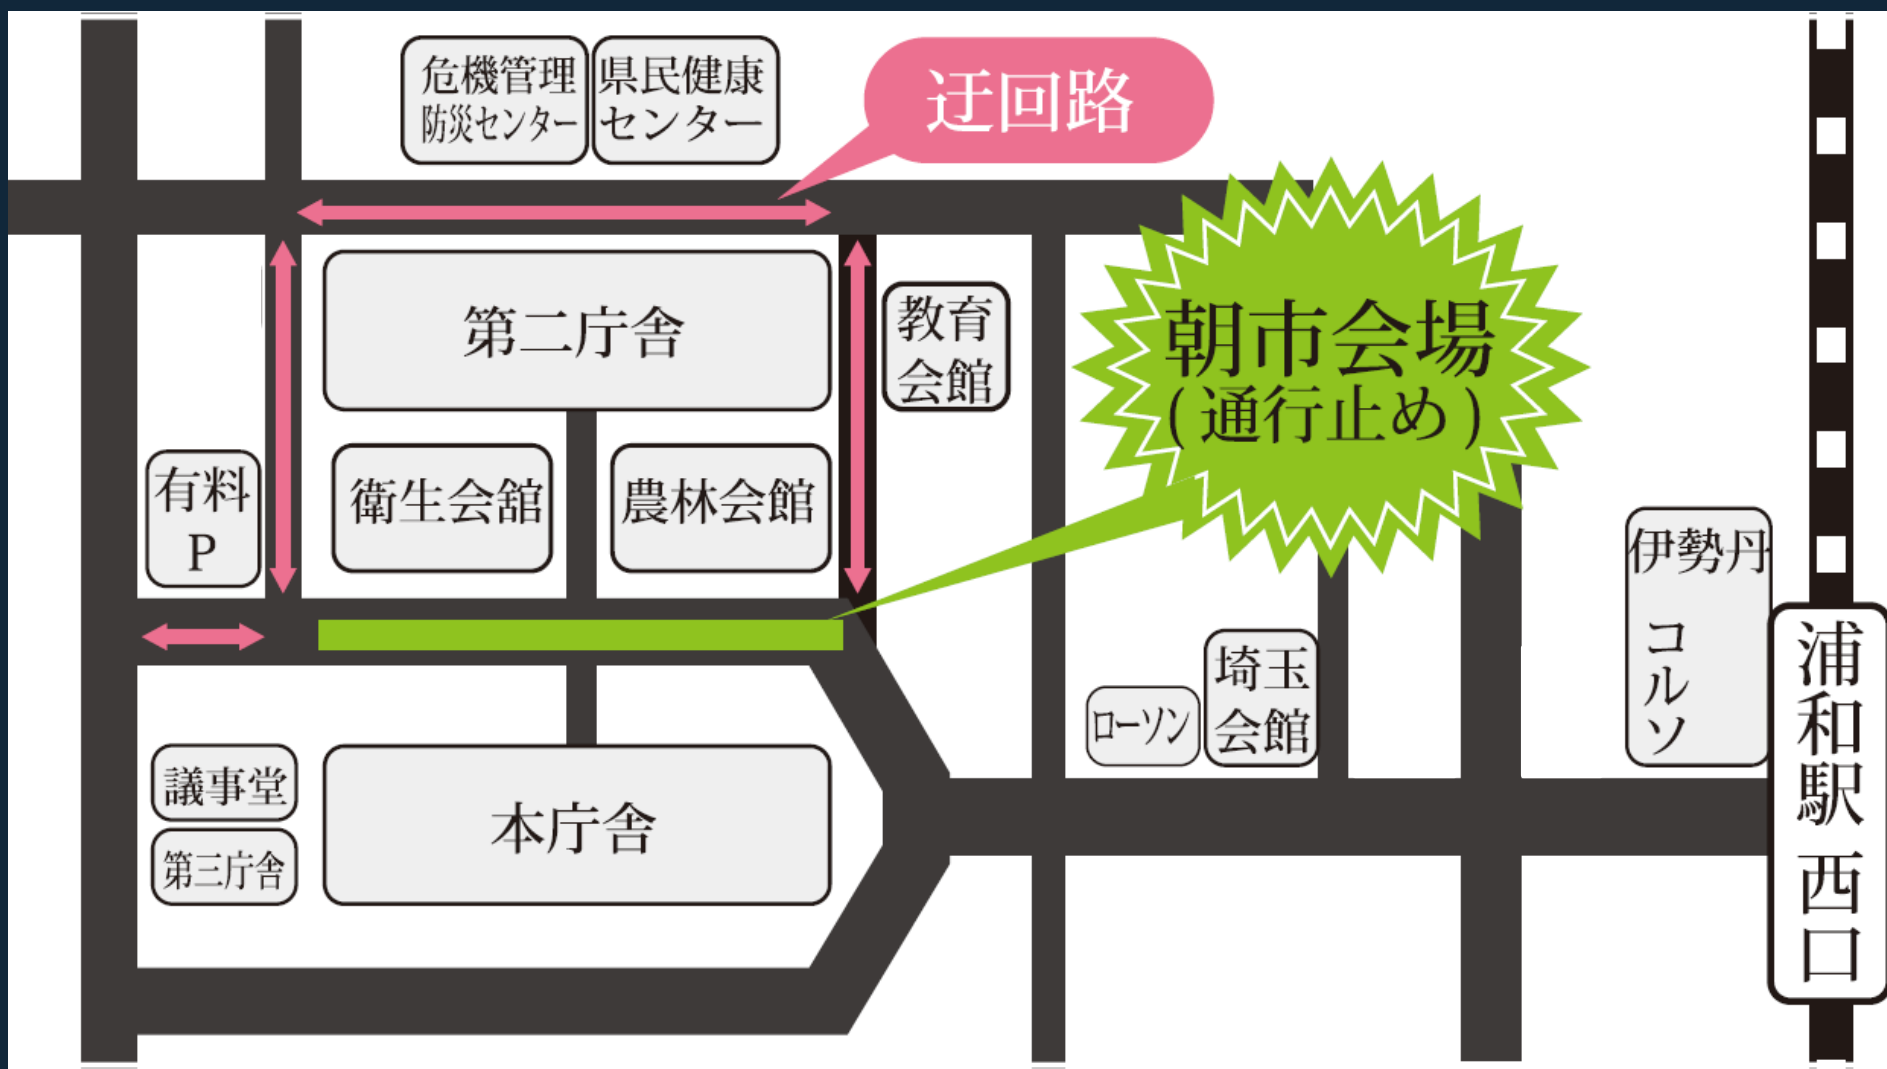 危機管理
防災センター
県民健康
センター
迂回路
第二庁舎
教育
会館
朝市会場
(通行止め)
有料
P
衛生会舘
農林会館
伊勢丹
コルソ
埼玉
会館
ローソン
浦和駅 西口
議事堂
第三庁舎
本庁舎